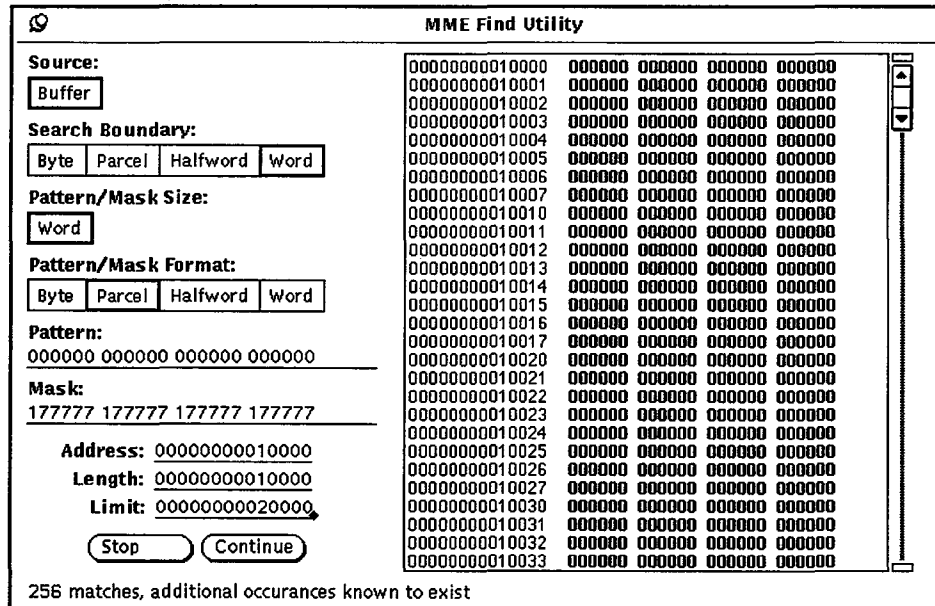 MME Find Utility
Source:
Buffer
Search Boundary:
Byte Parcel Halfword Word
Pattern/Mask Size:
Word
Pattern/Mask Format:
Byte Parcel Halfword Word
Pattern:
000000 000000 000000 000000
Mask:
177777 177777 177777 177777
Address: 00000000010000
Length: 00000000010000
Limit: 00000000020000
Stop Continue
00000000010000 000000 000000 000000 000000
00000000010001 000000 000000 000000 000000
00000000010002 000000 000000 000000 000000
00000000010003 000000 000000 000000 000000
00000000010004 000000 000000 000000 000000
00000000010005 000000 000000 000000 000000
00000000010006 000000 000000 000000 000000
00000000010007 000000 000000 000000 000000
00000000010010 000000 000000 000000 000000
00000000010011 000000 000000 000000 000000
00000000010012 000000 000000 000000 000000
00000000010013 000000 000000 000000 000000
00000000010014 000000 000000 000000 000000
00000000010015 000000 000000 000000 000000
00000000010016 000000 000000 000000 000000
00000000010017 000000 000000 000000 000000
00000000010020 000000 000000 000000 000000
00000000010021 000000 000000 000000 000000
00000000010022 000000 000000 000000 000000
00000000010023 000000 000000 000000 000000
00000000010024 000000 000000 000000 000000
00000000010025 000000 000000 000000 000000
00000000010026 000000 000000 000000 000000
00000000010027 000000 000000 000000 000000
00000000010030 000000 000000 000000 000000
00000000010031 000000 000000 000000 000000
00000000010032 000000 000000 000000 000000
00000000010033 000000 000000 000000 000000
256 matches, additional occurances known to exist